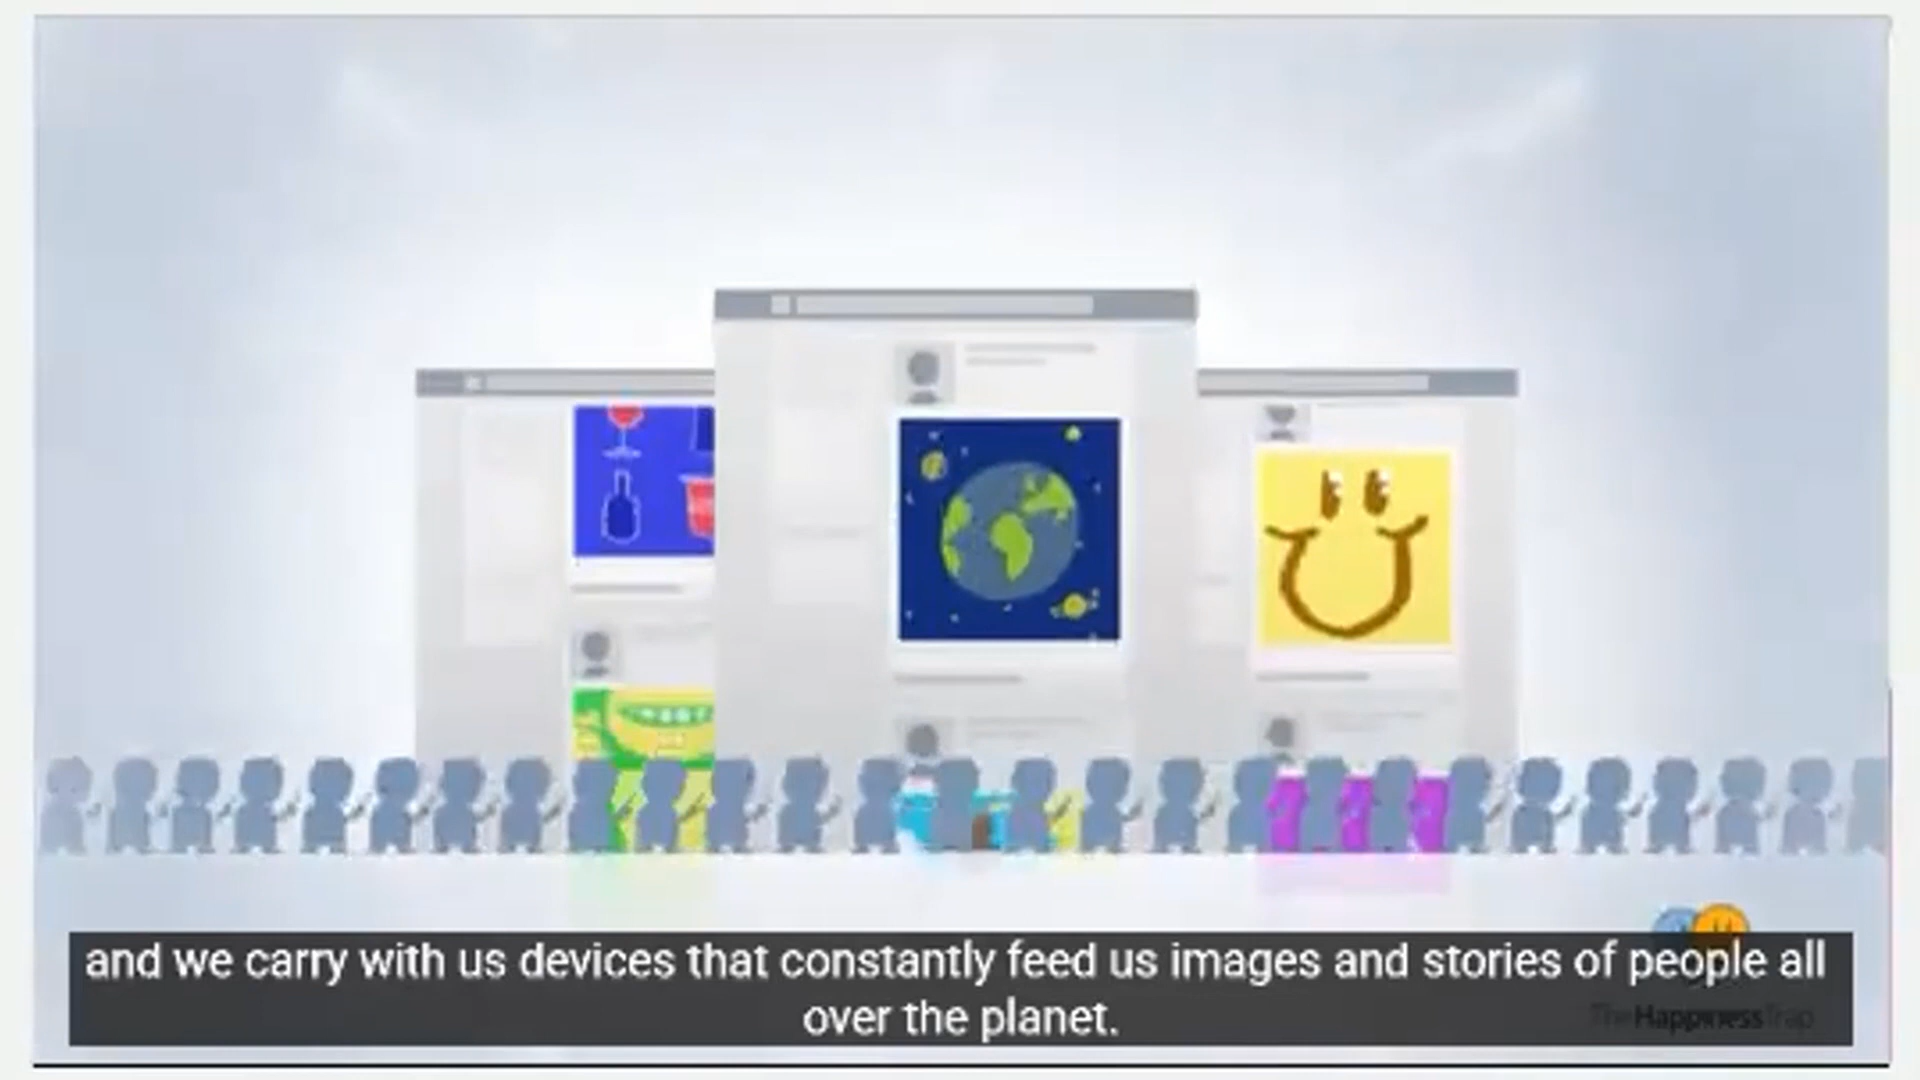 and we carry with us devices that constantly feed us images and stories of people all
over the planet.
TheHappinessTrap